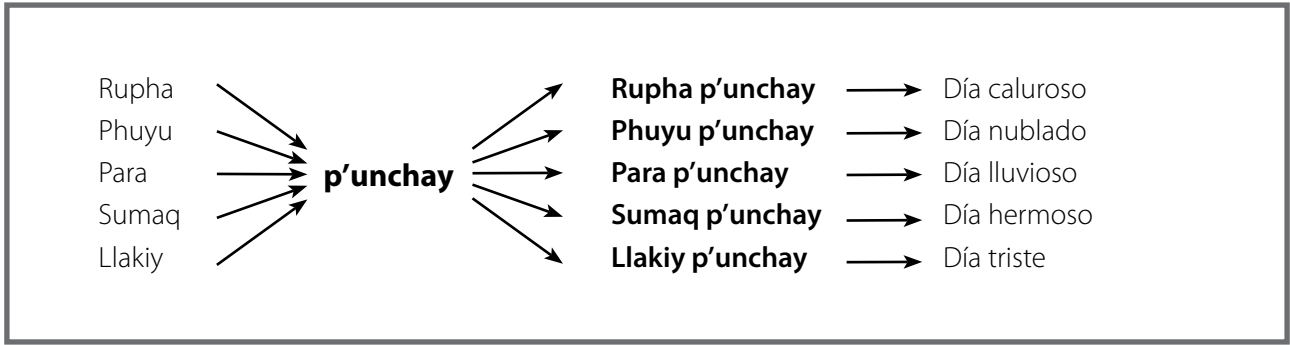 Rupha Rupha p’unchay Día caluroso
Phuyu Phuyu p’unchay Día nublado
Para p’unchay Para p’unchay Día lluvioso
Sumaq Sumaq p’unchay Día hermoso
Llakiy Llakiy p’unchay Día triste